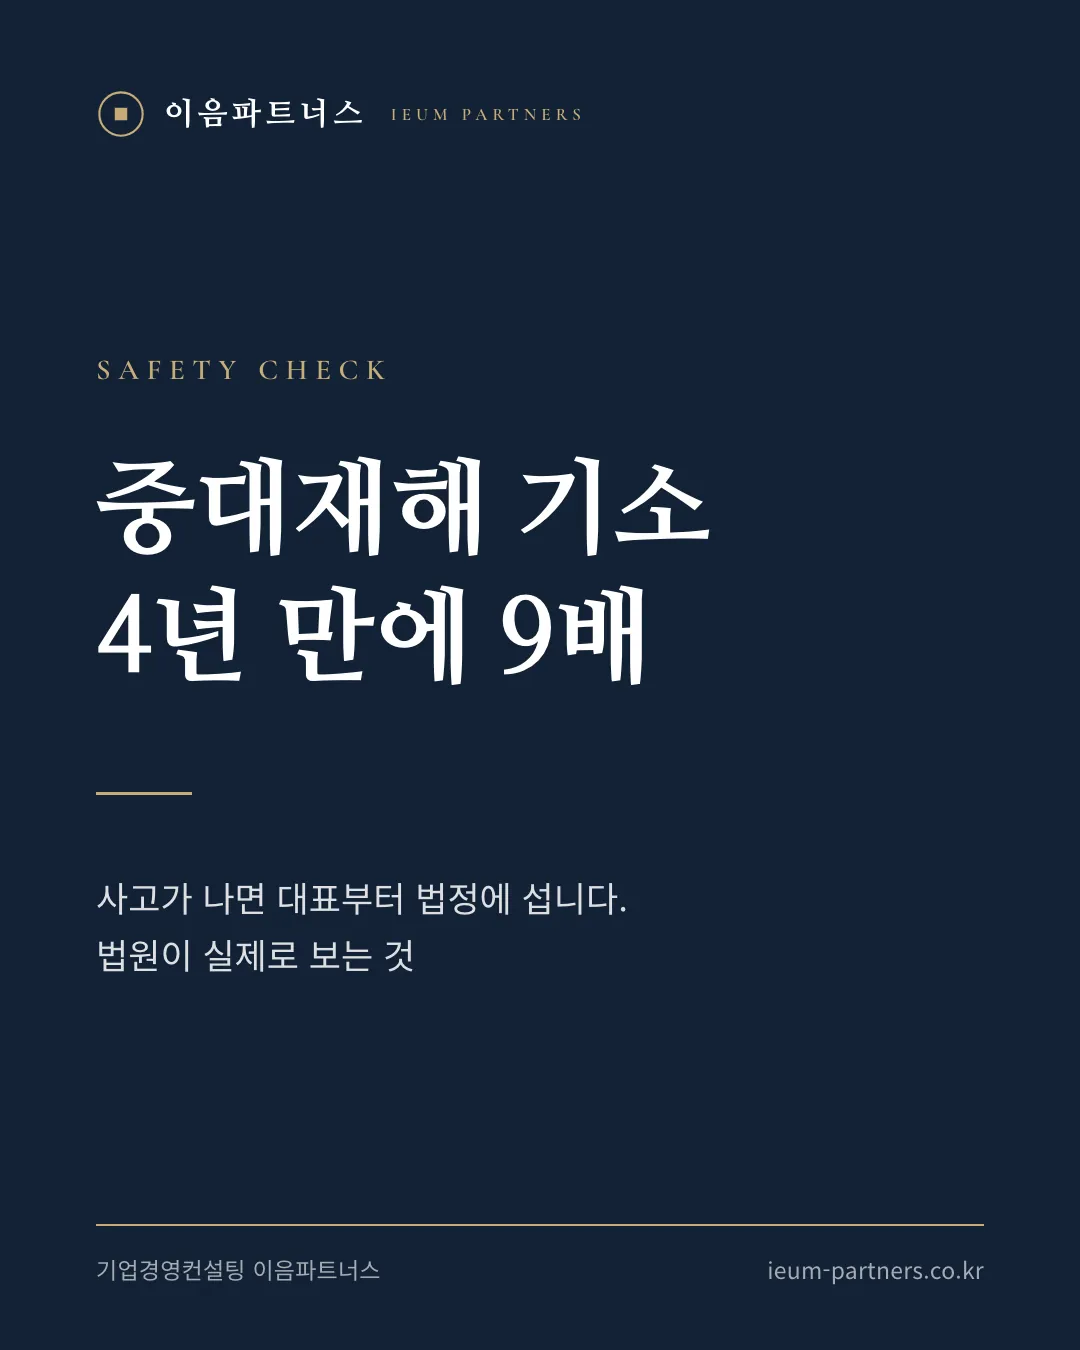 이음파트너스 IEUM PARTNERS
SAFETY CHECK
중대재해 기소
4년 만에 9배
사고가 나면 대표부터 법정에 섭니다.
법원이 실제로 보는 것
기업경영컨설팅 이음파트너스
ieum-partners.co.kr